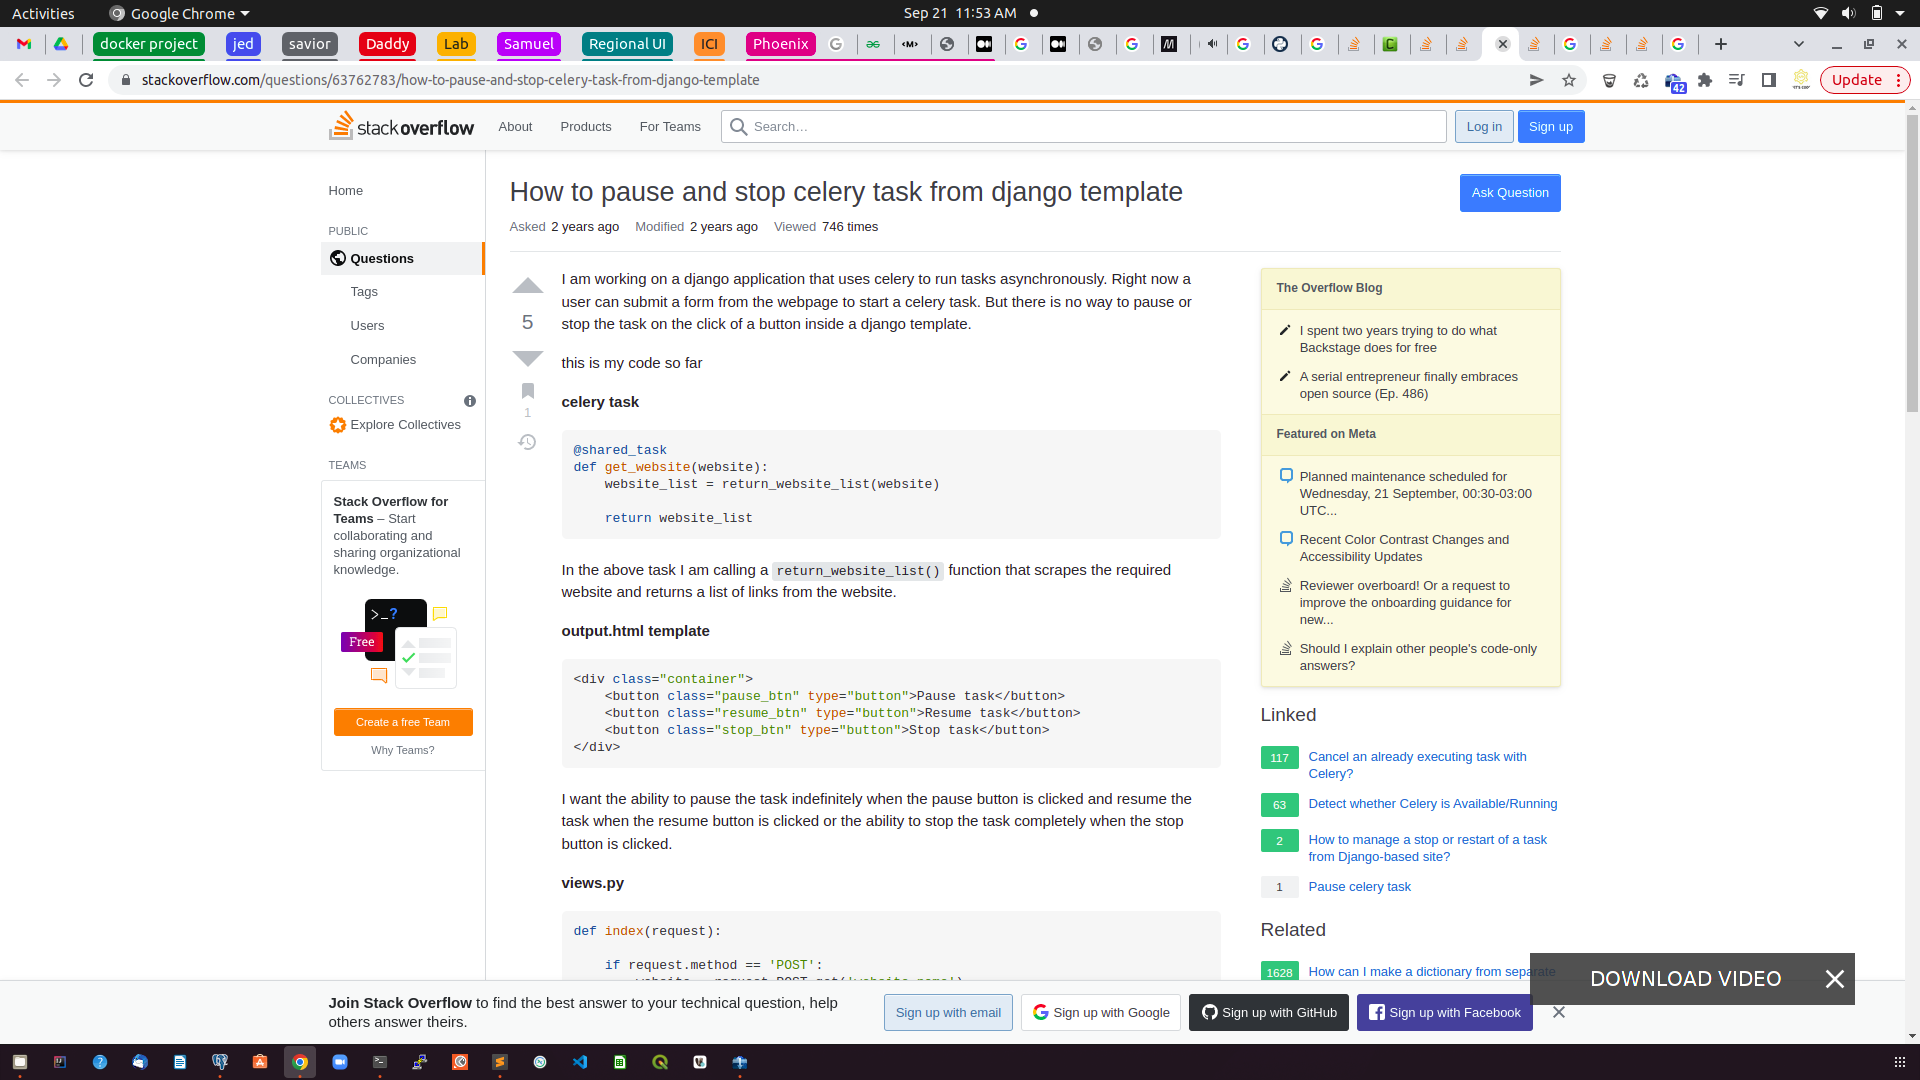 Activities
Google Chrome
Sep 21 11:53 AM
docker project
jed
savior
Daddy
Lab
Samuel
Regional UI
ICI
Phoenix
stackoverflow.com/questions/63762783/how-to-pause-and-stop-celery-task-from-django-template
42
Update
stackoverflow
About
Products
For Teams
Search…
Log in
Sign up
Home
PUBLIC
Questions
Tags
Users
Companies
COLLECTIVES
Explore Collectives
TEAMS
Stack Overflow for
Teams – Start
collaborating and
sharing organizational
knowledge.
>_?
Free
Create a free Team
Why Teams?
How to pause and stop celery task from django template
Ask Question
Asked 2 years ago Modified 2 years ago Viewed 746 times
5
1
I am working on a django application that uses celery to run tasks asynchronously. Right now a
user can submit a form from the webpage to start a celery task. But there is no way to pause or
stop the task on the click of a button inside a django template.
this is my code so far
celery task
@shared_task
def get_website(website):
website_list = return_website_list(website)
return website_list
In the above task I am calling a return_website_list() function that scrapes the required
website and returns a list of links from the website.
output.html template
<div class="container">
<button class="pause_btn" type="button">Pause task</button>
<button class="resume_btn" type="button">Resume task</button>
<button class="stop_btn" type="button">Stop task</button>
</div>
I want the ability to pause the task indefinitely when the pause button is clicked and resume the
task when the resume button is clicked or the ability to stop the task completely when the stop
button is clicked.
views.py
def index(request):
if request.method == 'POST':
The Overflow Blog
I spent two years trying to do what
Backstage does for free
A serial entrepreneur finally embraces
open source (Ep. 486)
Featured on Meta
Planned maintenance scheduled for
Wednesday, 21 September, 00:30-03:00
UTC...
Recent Color Contrast Changes and
Accessibility Updates
Reviewer overboard! Or a request to
improve the onboarding guidance for
new...
Should I explain other people's code-only
answers?
Linked
117 Cancel an already executing task with
Celery?
63 Detect whether Celery is Available/Running
2 How to manage a stop or restart of a task
from Django-based site?
1 Pause celery task
Related
1628 How can I make a dictionary from separate
DOWNLOAD VIDEO
Join Stack Overflow to find the best answer to your technical question, help
others answer theirs.
Sign up with email
Sign up with Google
Sign up with GitHub
Sign up with Facebook